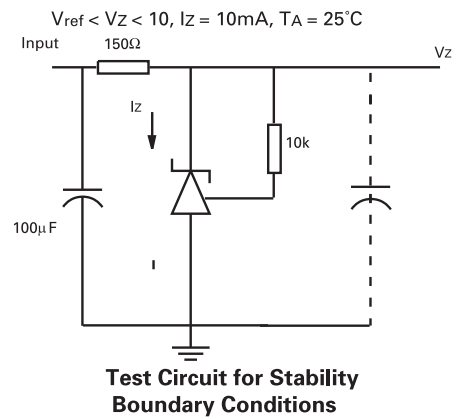 Vref < VZ < 10, IZ = 10mA, TA = 25°C
Input
150Ω
VZ
IZ
10k
100μF
Test Circuit for Stability
Boundary Conditions